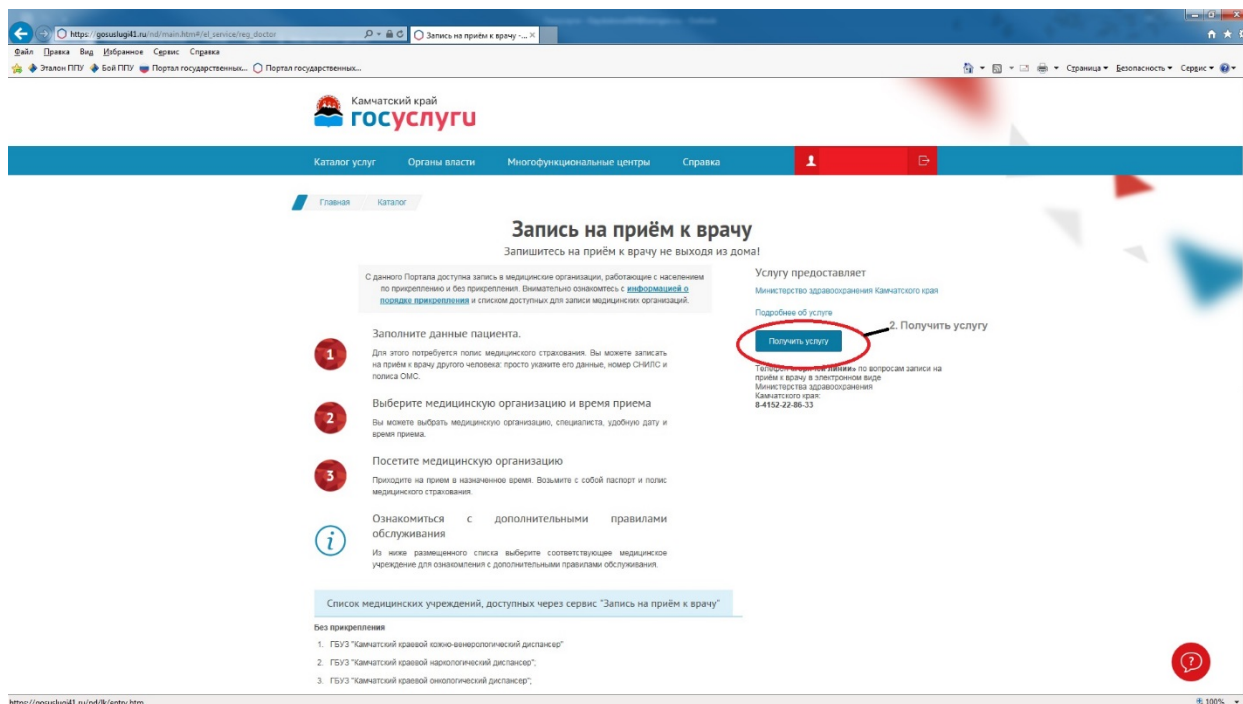 https://gosuslugi41.ru/nd/main.htm#/el_service/reg_doctor
Запись на приём к врачу -...
Файл Правка Вид Избранное Сервис Справка
Эталон ППУ Бой ППУ Портал государственных... Портал государственных...
Страница Безопасность Сервис
Камчатский край
госуслуги
Каталог услуг Органы власти Многофункциональные центры Справка
Главная Каталог
Запись на приём к врачу
Запишитесь на приём к врачу не выходя из дома!
С данного Портала доступна запись в медицинские организации, работающие с населением
по прикреплению и без прикрепления. Внимательно ознакомтесь с информацией о
порядке прикрепления и списком доступных для записи медицинских организаций.
1
Заполните данные пациента.
Для этого потребуется полис медицинского страхования. Вы можете записать
на приём к врачу другого человека: просто укажите его данные, номер СНИЛС и
полиса ОМС.
2
Выберите медицинскую организацию и время приема
Вы можете выбрать медицинскую организацию, специалиста, удобную дату и
время приема.
3
Посетите медицинскую организацию
Приходите на прием в назначенное время. Возьмите с собой паспорт и полис
медицинского страхования.
i
Ознакомиться с дополнительными правилами
обслуживания
Из ниже размещенного списка выберите соответствующее медицинское
учреждение для ознакомления с дополнительными правилами обслуживания.
Услугу предоставляет
Министерство здравоохранения Камчатского края
Подробнее об услуге
2. Получить услугу
Получить услугу
Телефон линии» по вопросам записи на
приём к врачу в электронном виде
Министерства здравоохранения
Камчатского края:
8-4152-22-86-33
Список медицинских учреждений, доступных через сервис "Запись на приём к врачу"
Без прикрепления
1. ГБУЗ "Камчатский краевой кожно-венерологический диспансер"
2. ГБУЗ "Камчатский краевой наркологический диспансер";
3. ГБУЗ "Камчатский краевой онкологический диспансер";
?
https://gosuslugi41.ru/pd/lk/entry.htm
100%